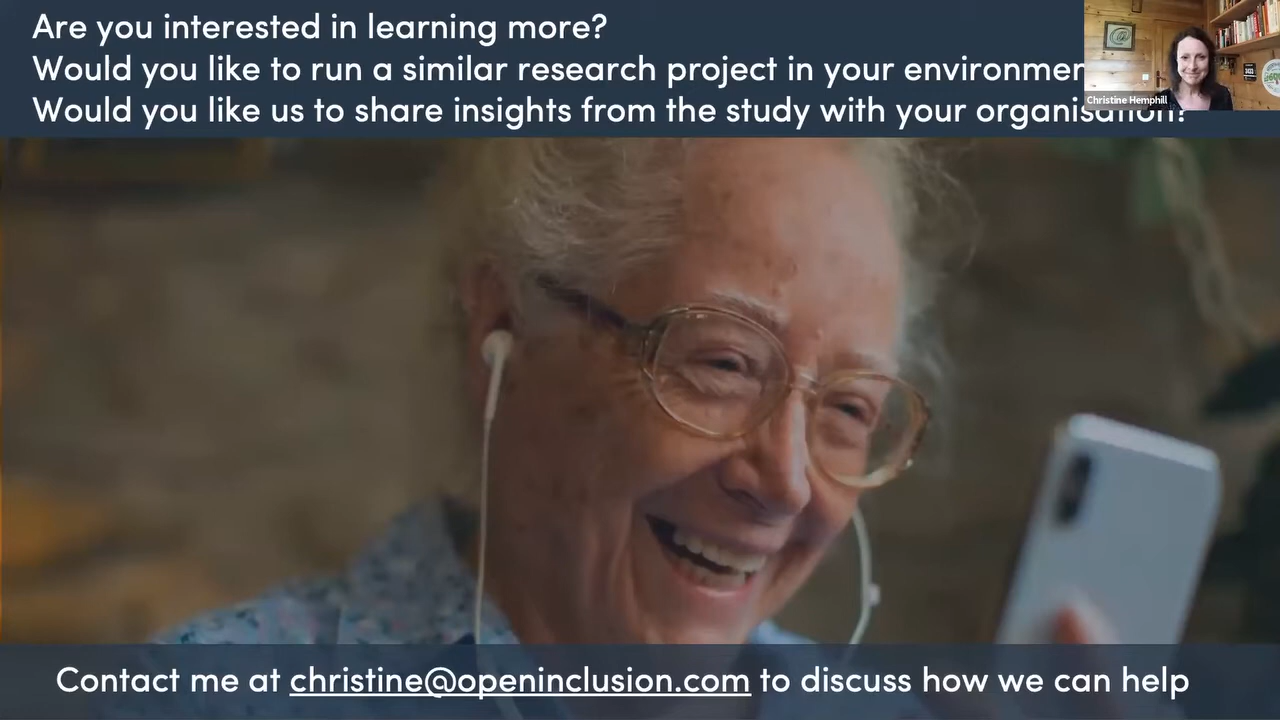 Are you interested in learning more?
Would you like to run a similar research project in your
Would you like us to share insights from the study with your organisation?
Christine Hemphill
Contact me at christine@openinclusion.com to discuss how we can help